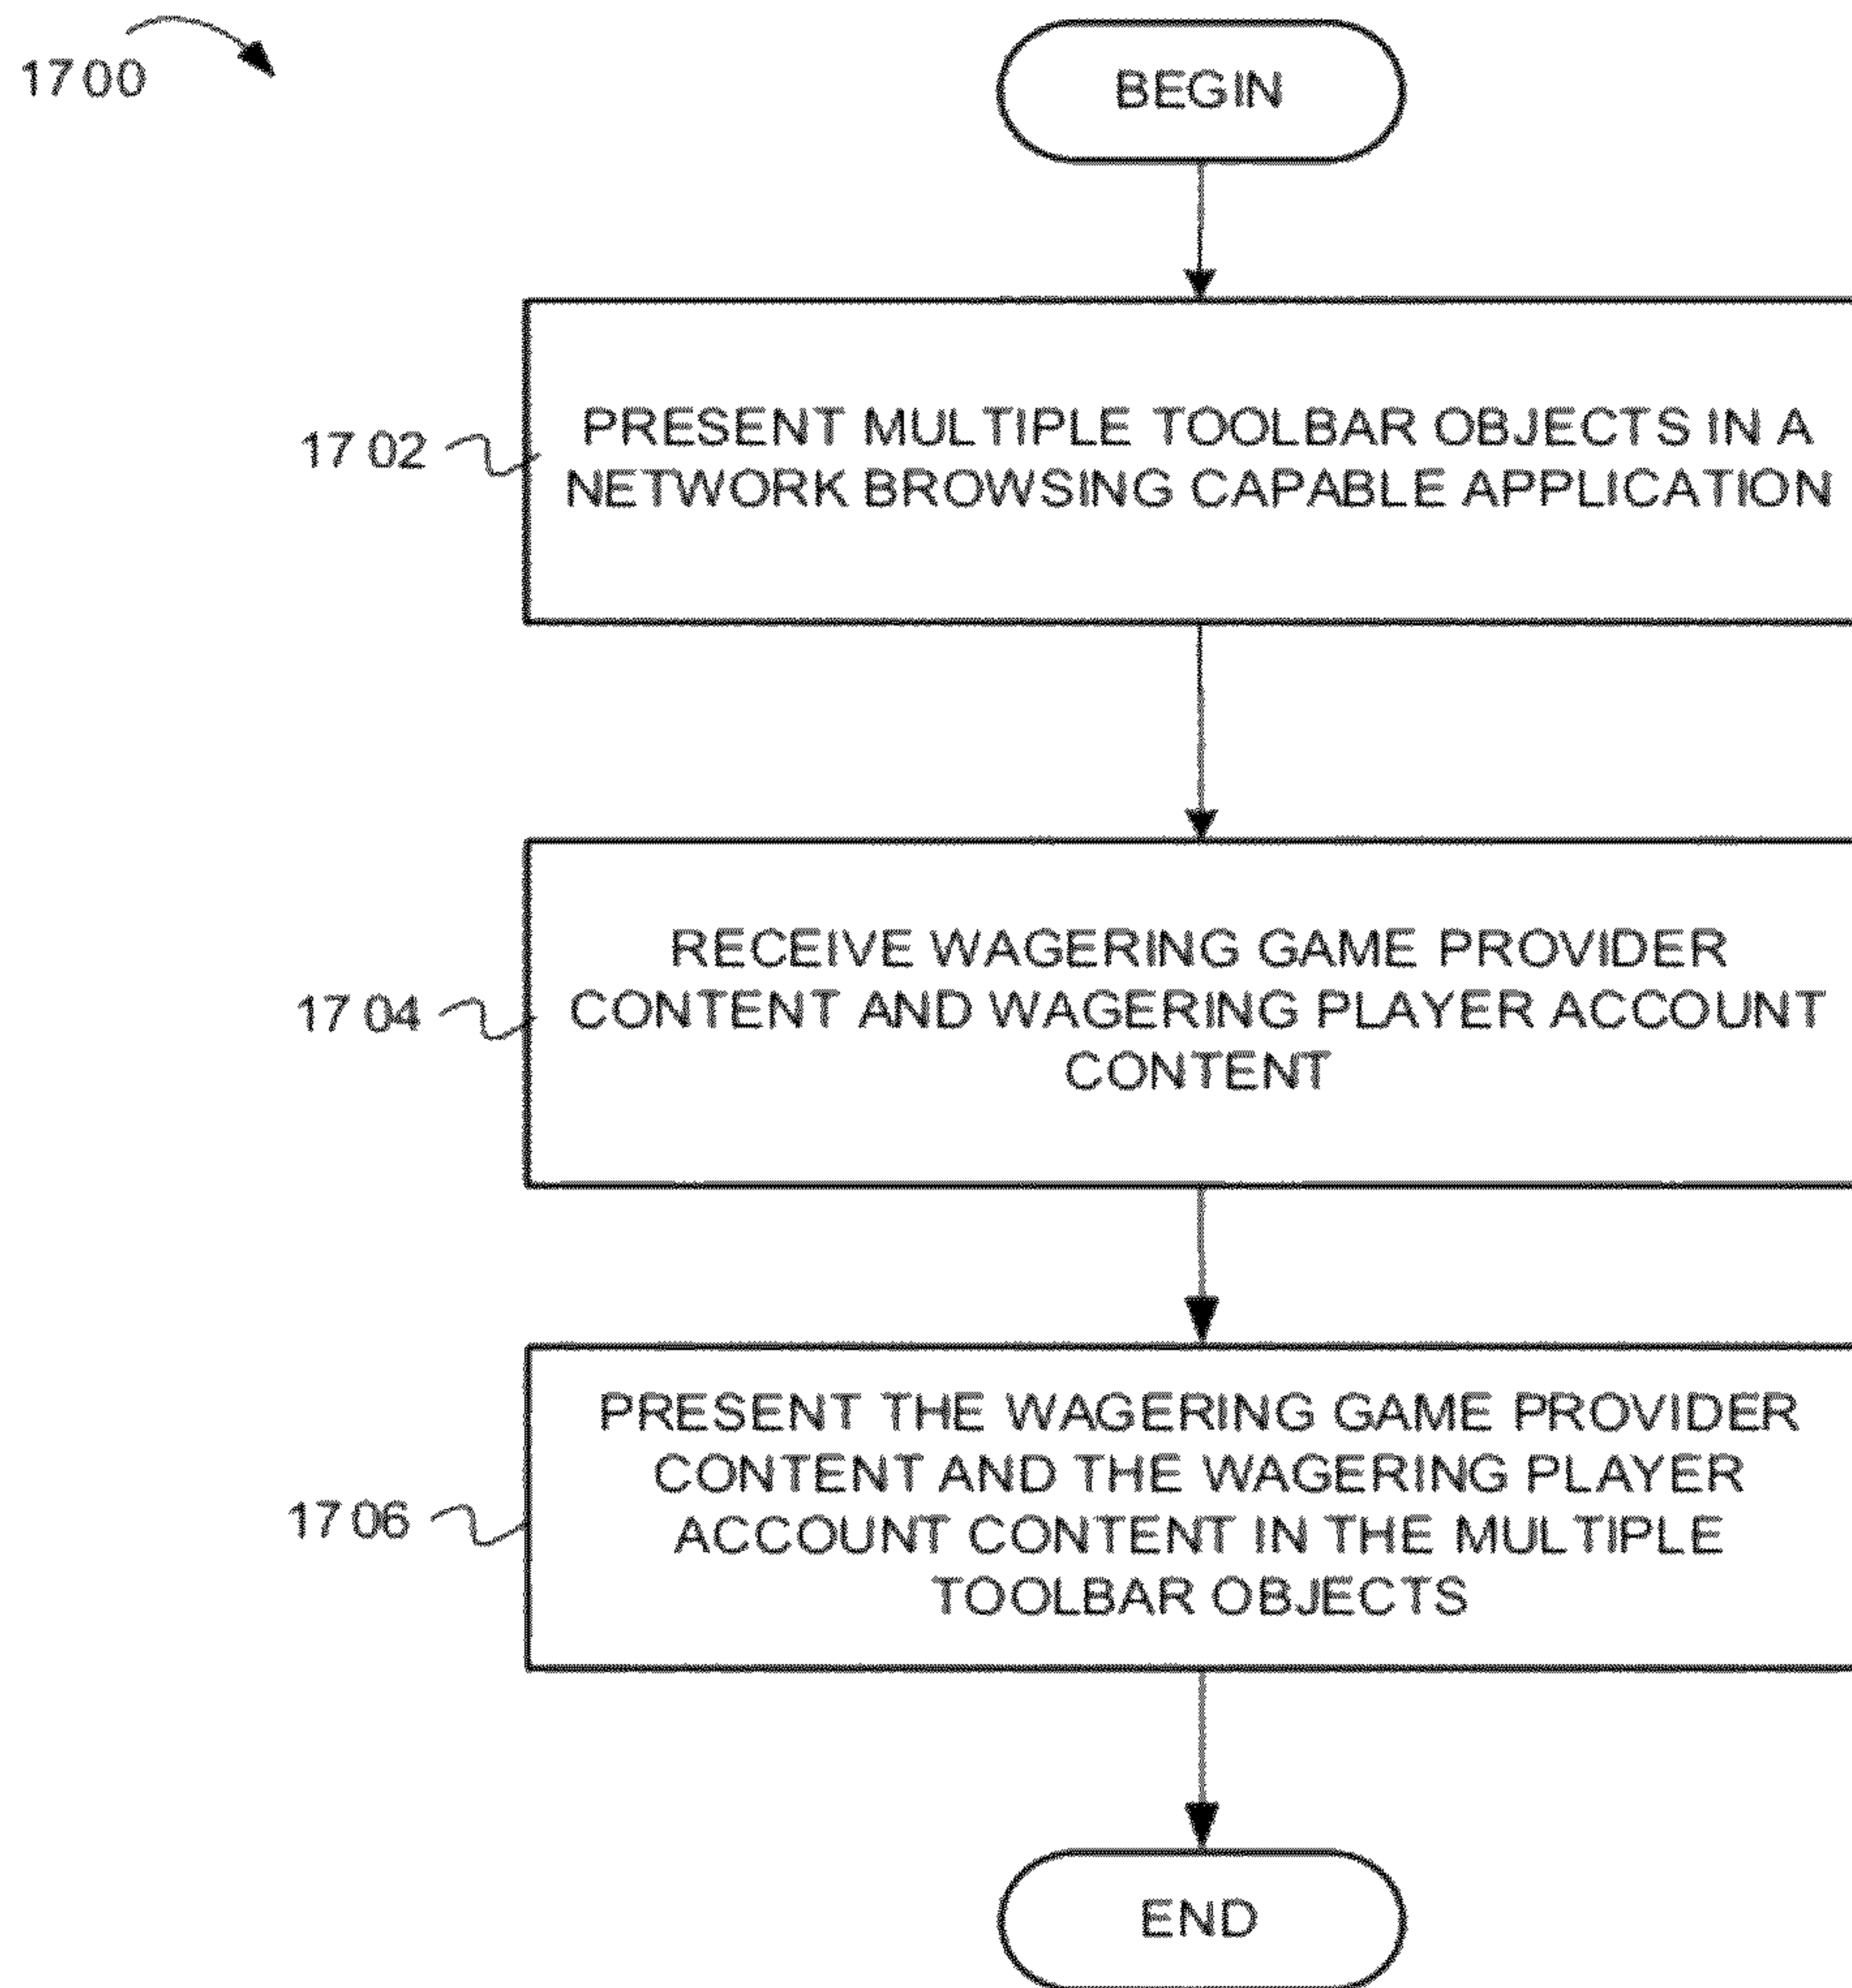 1700
BEGIN
1702
PRESENT MULTIPLE TOOLBAR OBJECTS IN A
NETWORK BROWSING CAPABLE APPLICATION
1704
RECEIVE WAGERING GAME PROVIDER
CONTENT AND WAGERING PLAYER ACCOUNT
CONTENT
1706
PRESENT THE WAGERING GAME PROVIDER
CONTENT AND THE WAGERING PLAYER
ACCOUNT CONTENT IN THE MULTIPLE
TOOLBAR OBJECTS
END